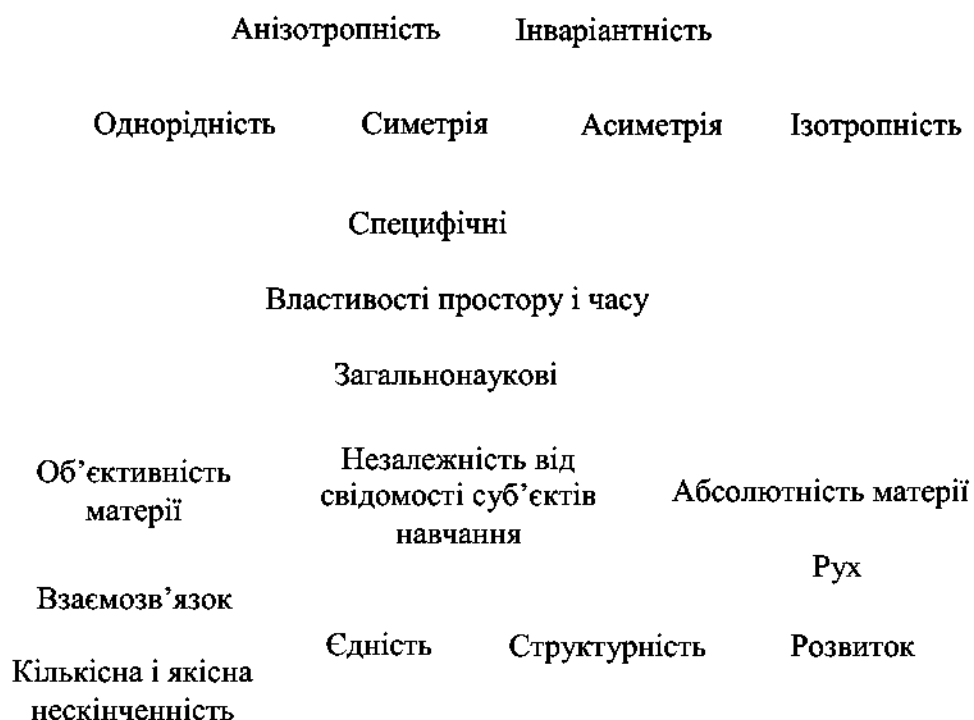 Анізотропність Інваріантність
Однорідність Симетрія Асиметрія Ізотропність
Специфічні
Властивості простору і часу
Загальнонаукові
Об’єктивність
матерії
Незалежність від
свідомості суб’єктів
навчання
Абсолютність матерії
Рух
Взаємозв’язок
Єдність Структурність Розвиток
Кількісна і якісна
нескінченність